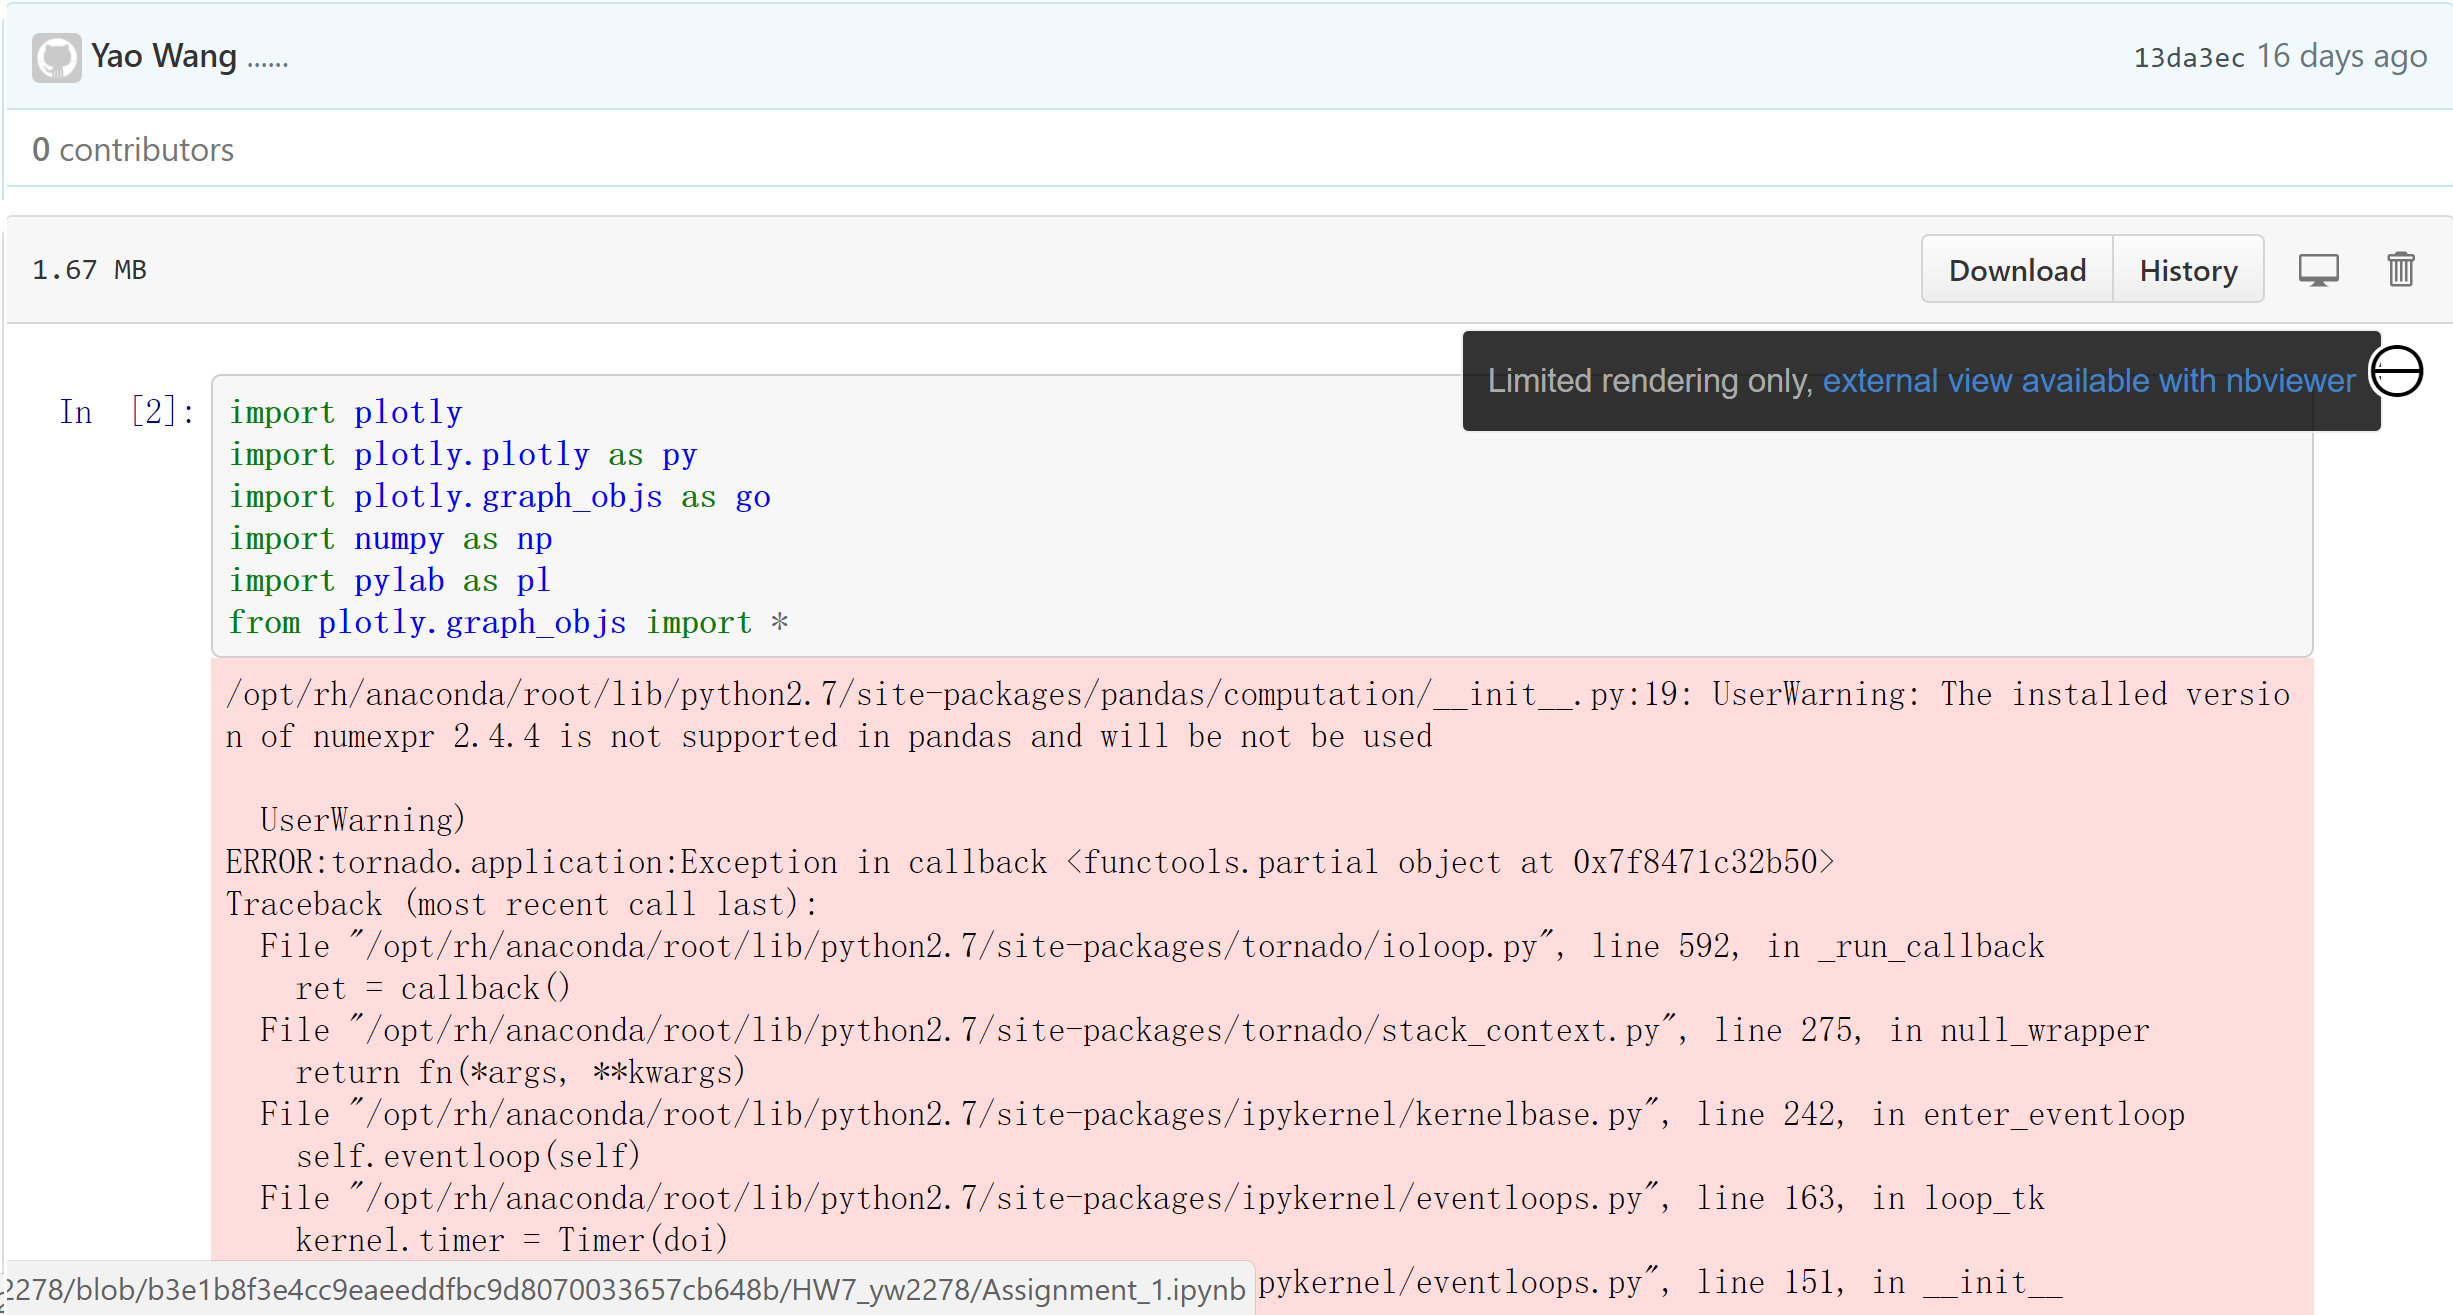 Yao Wang ...... 13da3ec 16 days ago
0 contributors
1.67 MB Download History
Limited rendering only, external view available with nbviewer
In [2]: import plotly
import plotly.plotly as py
import plotly.graph_objs as go
import numpy as np
import pylab as pl
from plotly.graph_objs import *
/opt/rh/anaconda/root/lib/python2.7/site-packages/pandas/computation/__init__.py:19: UserWarning: The installed versio
n of numexpr 2.4.4 is not supported in pandas and will be not be used
UserWarning)
ERROR:tornado.application:Exception in callback <functools.partial object at 0x7f8471c32b50>
Traceback (most recent call last):
File "/opt/rh/anaconda/root/lib/python2.7/site-packages/tornado/ioloop.py", line 592, in _run_callback
ret = callback()
File "/opt/rh/anaconda/root/lib/python2.7/site-packages/tornado/stack_context.py", line 275, in null_wrapper
return fn(*args, **kwargs)
File "/opt/rh/anaconda/root/lib/python2.7/site-packages/ipykernel/kernelbase.py", line 242, in enter_eventloop
self.eventloop(self)
File "/opt/rh/anaconda/root/lib/python2.7/site-packages/ipykernel/eventloops.py", line 163, in loop_tk
kernel.timer = Timer(doi)
2278/blob/b3e1b8f3e4cc9eaeeddfbc9d8070033657cb648b/HW7_yw2278/Assignment_1.ipynb pykernel/eventloops.py", line 151, in __init__